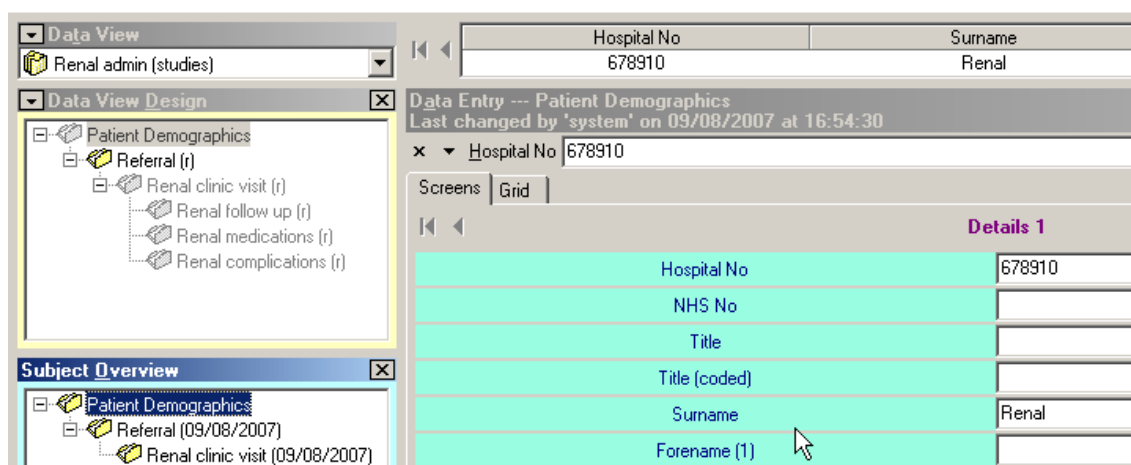 Data View
Renal admin (studies)
Hospital No Surname
678910 Renal
Data View Design
Patient Demographics
Referral (r)
Renal clinic visit (r)
Renal follow up (r)
Renal medications (r)
Renal complications (r)
Data Entry --- Patient Demographics
Last changed by 'system' on 09/08/2007 at 16:54:30
Hospital No 678910
Screens Grid
Details 1
Hospital No 678910
NHS No
Title
Title (coded)
Surname Renal
Forename (1)
Subject Overview
Patient Demographics
Referral (09/08/2007)
Renal clinic visit (09/08/2007)